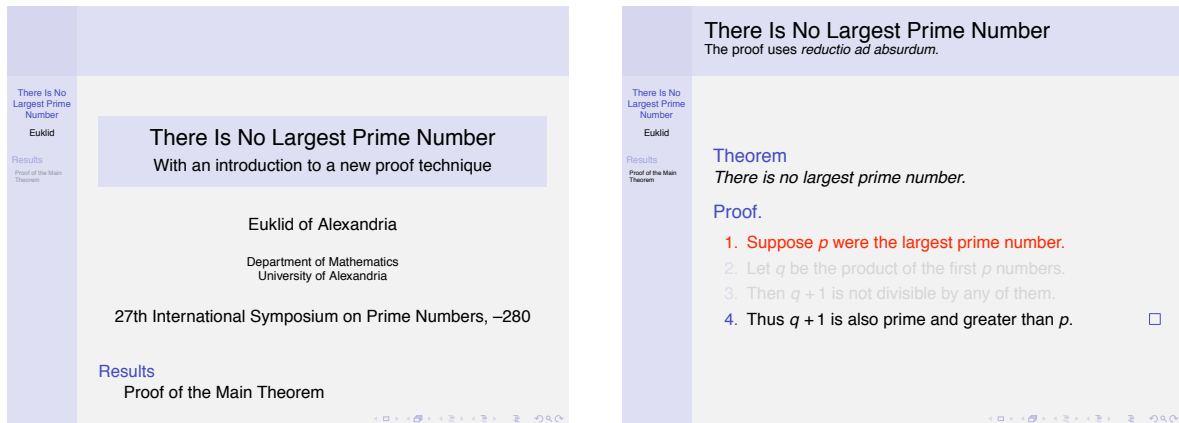 There Is No
Largest Prime
Number
Euklid
Results
Proof of the Main
Theorem
There Is No Largest Prime Number
With an introduction to a new proof technique
Euklid of Alexandria
Department of Mathematics
University of Alexandria
27th International Symposium on Prime Numbers, –280
Results
Proof of the Main Theorem
There Is No Largest Prime Number
The proof uses reductio ad absurdum.
There Is No
Largest Prime
Number
Euklid
Results
Proof of the Main
Theorem
Theorem
There is no largest prime number.
Proof.
1. Suppose p were the largest prime number.
2. Let q be the product of the first p numbers.
3. Then q + 1 is not divisible by any of them.
4. Thus q + 1 is also prime and greater than p.